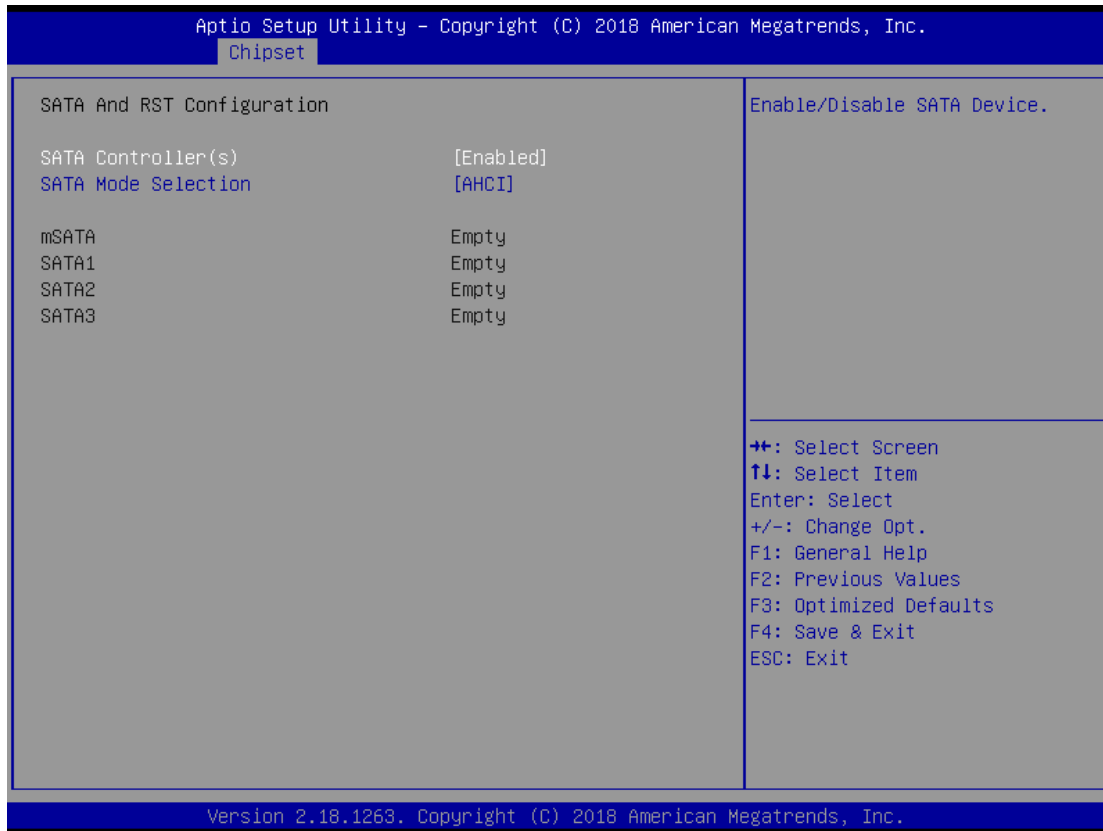 Aptio Setup Utility – Copyright (C) 2018 American Megatrends, Inc.
Chipset
SATA And RST Configuration
SATA Controller(s) [Enabled]
SATA Mode Selection [AHCI]
mSATA Empty
SATA1 Empty
SATA2 Empty
SATA3 Empty
Enable/Disable SATA Device.
→←: Select Screen
↑↓: Select Item
Enter: Select
+/-: Change Opt.
F1: General Help
F2: Previous Values
F3: Optimized Defaults
F4: Save & Exit
ESC: Exit
Version 2.18.1263. Copyright (C) 2018 American Megatrends, Inc.